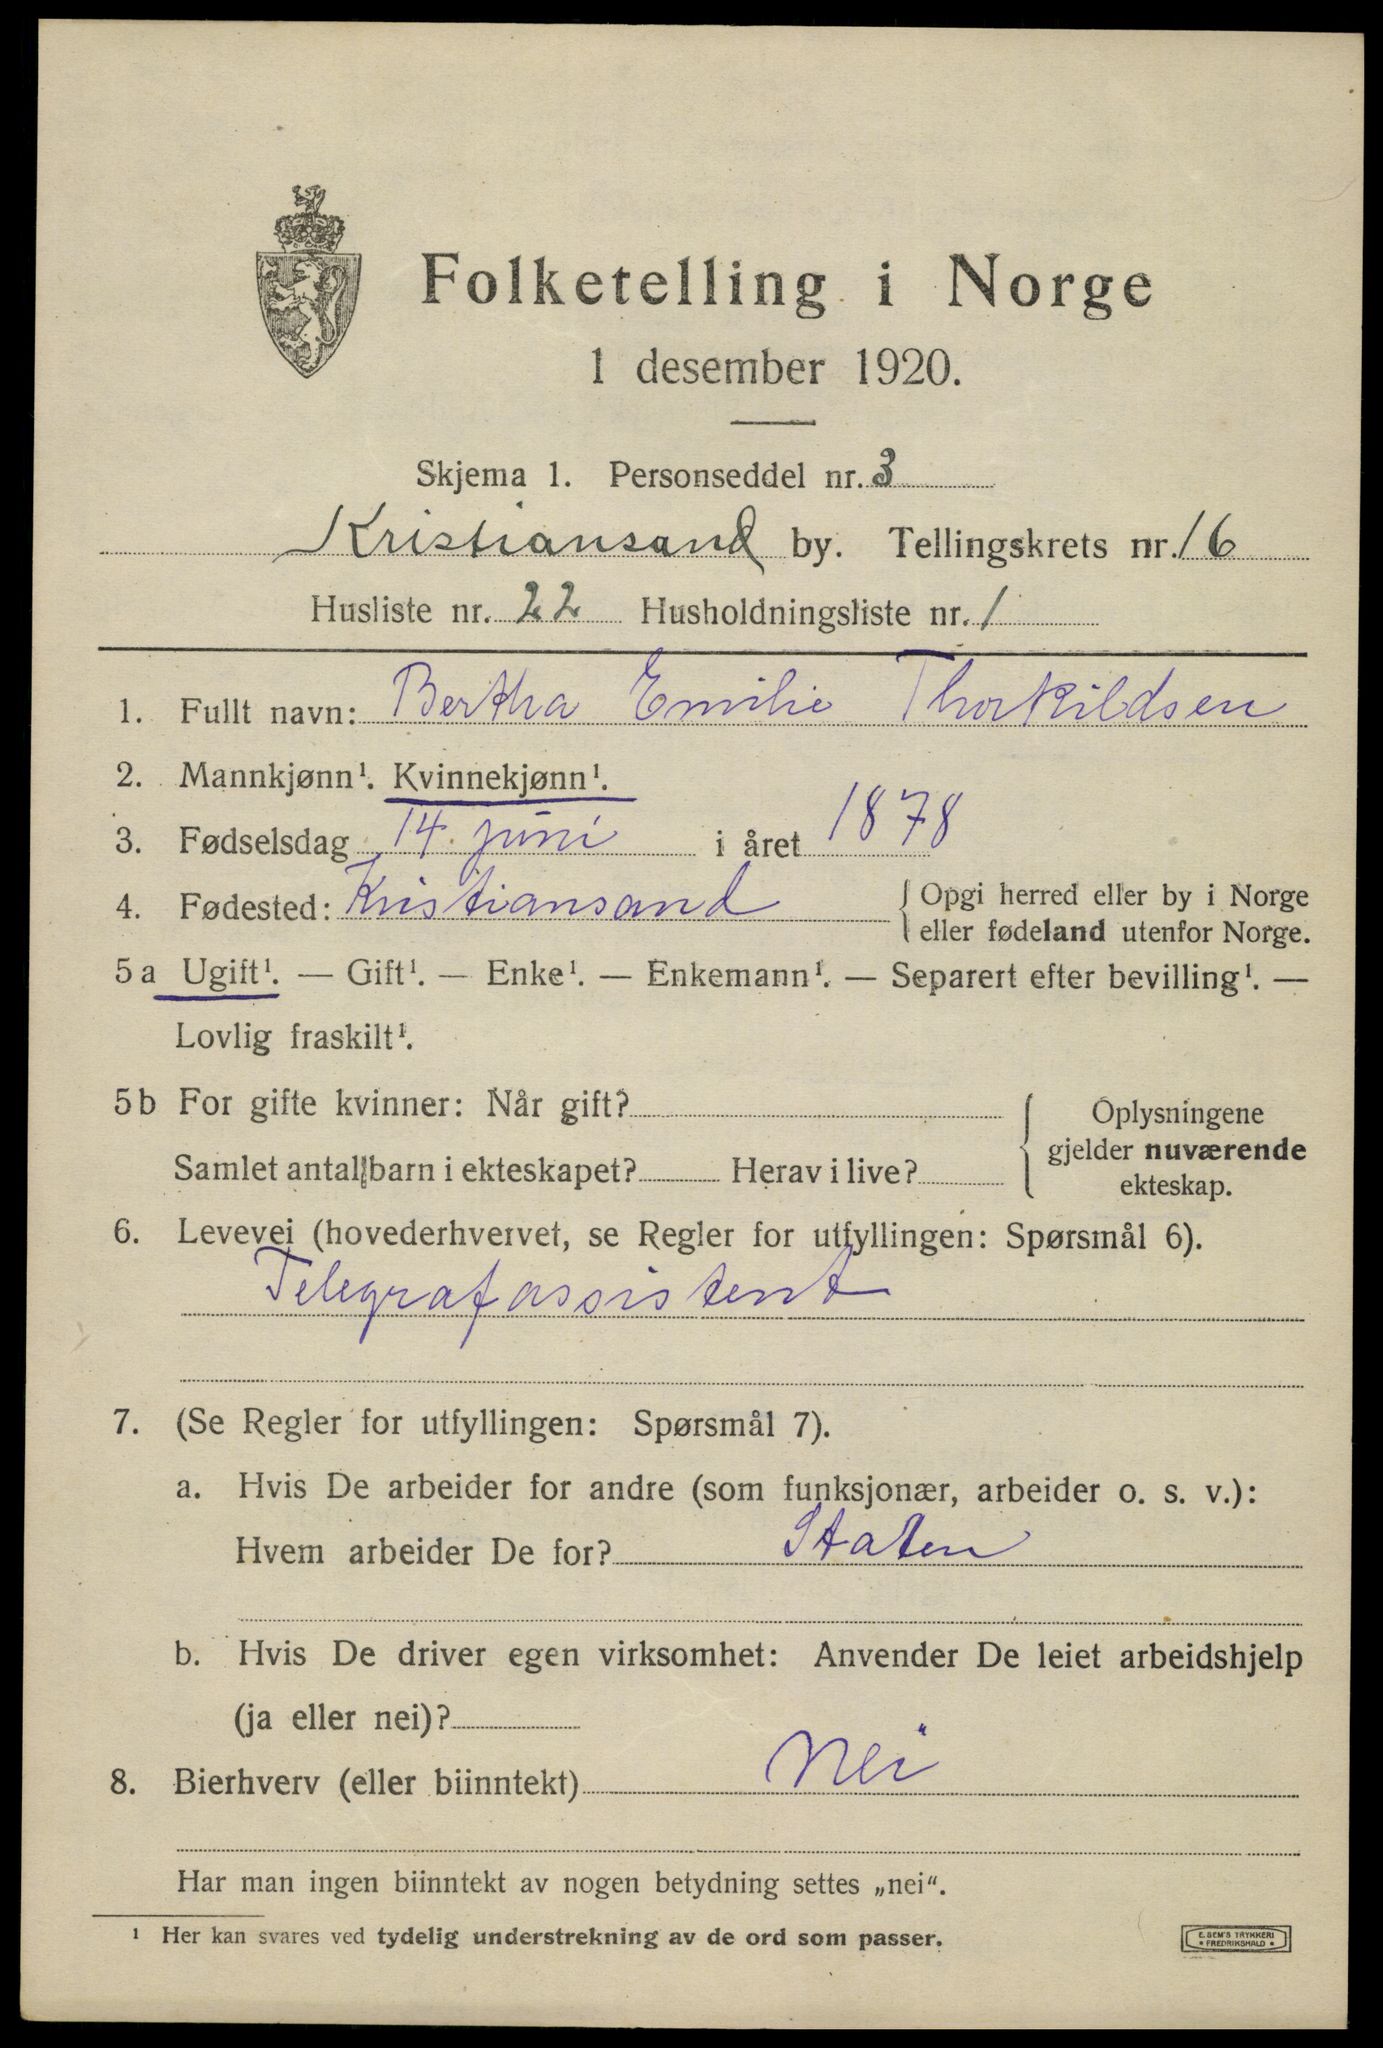 Folketelling i Norge
1 desember 1920.
Skjema 1. Personseddel nr. 3
Kristiansand by. Tellingskrets nr. 16
Husliste nr. 22 Husholdningsliste nr. 1
1. Fullt navn: Bertha Emilie Thorkildsen
2. Mannkjønn¹. Kvinnekjønn¹.
3. Fødselsdag 14. juni i året 1878
4. Fødested: Kristiansand { Opgi herred eller by i Norge
eller fødeland utenfor Norge.
5a Ugift¹. — Gift¹. — Enke¹. — Enkemann¹. — Separert efter bevilling¹. —
Lovlig fraskilt¹.
5b For gifte kvinner: Når gift? { Oplysningene
gjelder nuværende
Samlet antal barn i ekteskapet? Herav i live?
ekteskap.
6. Levevei (hovederhvervet, se Regler for utfyllingen: Spørsmål 6).
Telegrafassistent
7. (Se Regler for utfyllingen: Spørsmål 7).
a. Hvis De arbeider for andre (som funksjonær, arbeider o. s. v.):
Hvem arbeider De for? Staten
b. Hvis De driver egen virksomhet: Anvender De leiet arbeidshjelp
(ja eller nei)?
8. Bierhverv (eller biinntekt) Nei
Har man ingen biinntekt av nogen betydning settes „nei“.
¹ Her kan svares ved tydelig understrekning av de ord som passer.
E. SEM'S TRYKKERI
• FREDRIKSHALD •